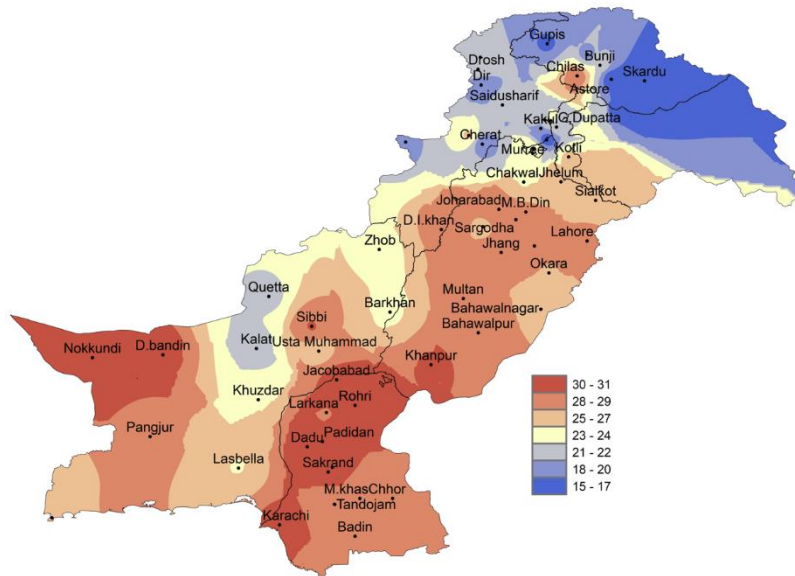 Gupis
Drosh
Bunji
Dir
Chilas
Skardu
Astore
Saidusharif
Kakul
G.Dupatta
Cherat
Murree
Kotli
Chakwal
Jhelum
Sialkot
Joharabad
M.B.Din
D.I.khan
Sargodha
Lahore
Zhob
Jhang
Okara
Quetta
Multan
Barkhan
Bahawalnagar
Sibbi
Bahawalpur
Nokkundi
D.bandin
Kalat
Usta Muhammad
Khanpur
Jacobabad
Khuzdar
Rohri
Larkana
Pangjur
Dadu
Padidan
Lasbella
Sakrand
M.khas
Chhor
Tandojam
Karachi
Badin
30 - 31
28 - 29
25 - 27
23 - 24
21 - 22
18 - 20
15 - 17